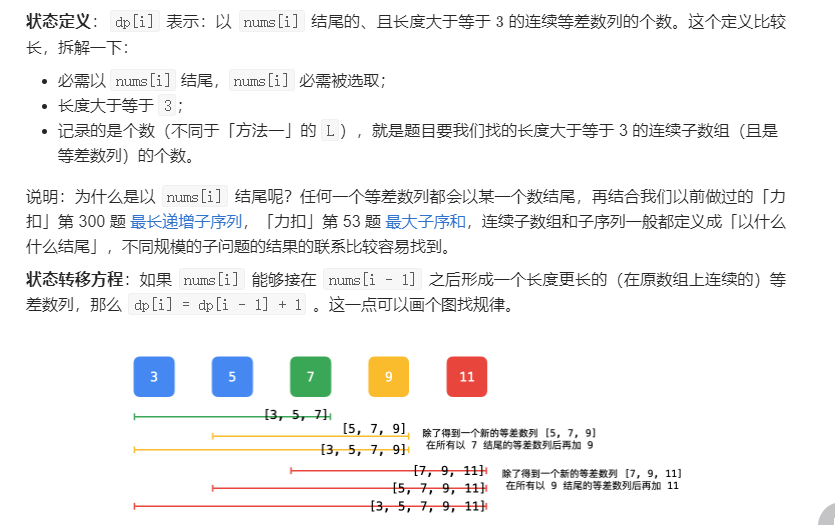 状态定义：dp[i] 表示：以 nums[i] 结尾的、且长度大于等于 3 的连续等差数列的个数。这个定义比较
长，拆解一下：
• 必需以 nums[i] 结尾，nums[i] 必需被选取；
• 长度大于等于 3；
• 记录的是个数（不同于「方法一」的 L），就是题目要我们找的长度大于等于 3 的连续子数组（且是
等差数列）的个数。
说明：为什么是以 nums[i] 结尾呢？任何一个等差数列都会以某一个数结尾，再结合我们以前做过的「力
扣」第 300 题 最长递增子序列，「力扣」第 53 题 最大子序和，连续子数组和子序列一般都定义成「以什么
什么结尾」，不同规模的子问题的结果的联系比较容易找到。
状态转移方程：如果 nums[i] 能够接在 nums[i - 1] 之后形成一个长度更长的（在原数组上连续的）等
差数列，那么 dp[i] = dp[i - 1] + 1 。这一点可以画个图找规律。
3 5 7 9 11
[3, 5, 7]
[5, 7, 9]
除了得到一个新的等差数列 [5, 7, 9]
在所有以 7 结尾的等差数列后再加 9
[3, 5, 7, 9]
[7, 9, 11]
除了得到一个新的等差数列 [7, 9, 11]
在所有以 9 结尾的等差数列后再加 11
[5, 7, 9, 11]
[3, 5, 7, 9, 11]